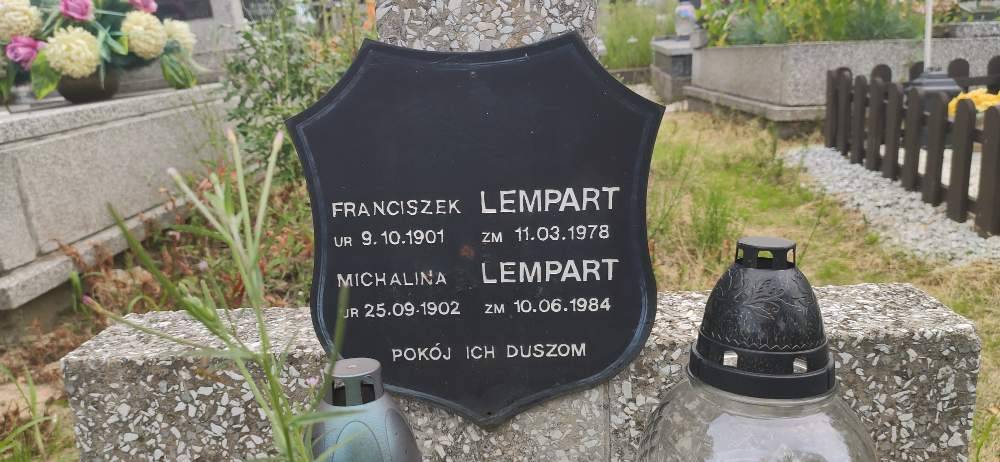 FRANCISZEK LEMPART
UR 9.10.1901 ZM 11.03.1978
MICHALINA LEMPART
UR 25.09.1902 ZM 10.06.1984
POKÓJ ICH DUSZOM